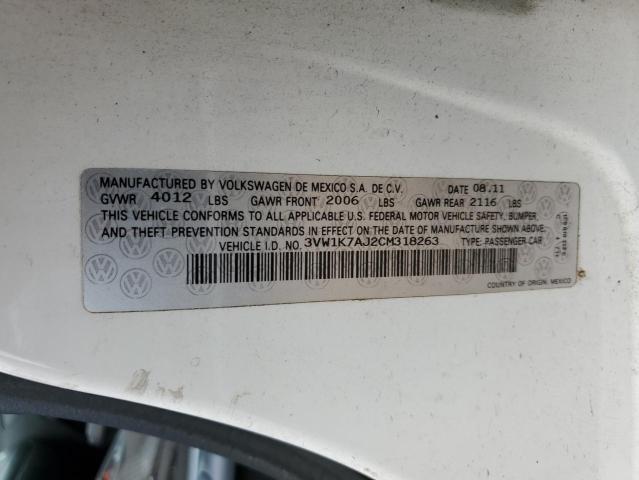 MANUFACTURED BY VOLKSWAGEN DE MEXICO S.A. DE C.V. DATE 08.11
GVWR 4012 LBS GAWR FRONT 2006 LBS GAWR REAR 2116 LBS
THIS VEHICLE CONFORMS TO ALL APPLICABLE U.S. FEDERAL MOTOR VEHICLE SAFETY, BUMPER,
AND THEFT PREVENTION STANDARDS IN EFFECT ON THE DATE OF MANUFACTURE SHOWN ABOVE.
VEHICLE I.D. NO. 3VW1K7AJ2CM318263 TYPE: PASSENGER CAR
COUNTRY OF ORIGIN: MEXICO